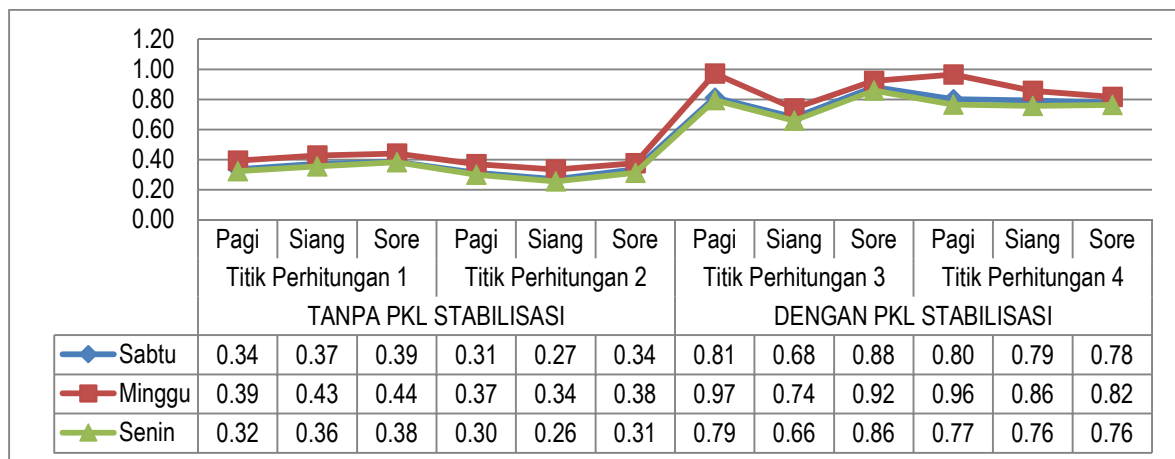 1.20
1.00
0.80
0.60
0.40
0.20
0.00
Pagi Siang Sore Pagi Siang Sore Pagi Siang Sore Pagi Siang Sore
Titik Perhitungan 1 Titik Perhitungan 2 Titik Perhitungan 3 Titik Perhitungan 4
TANPA PKL STABILISASI DENGAN PKL STABILISASI
Sabtu 0.34 0.37 0.39 0.31 0.27 0.34 0.81 0.68 0.88 0.80 0.79 0.78
Minggu 0.39 0.43 0.44 0.37 0.34 0.38 0.97 0.74 0.92 0.96 0.86 0.82
Senin 0.32 0.36 0.38 0.30 0.26 0.31 0.79 0.66 0.86 0.77 0.76 0.76